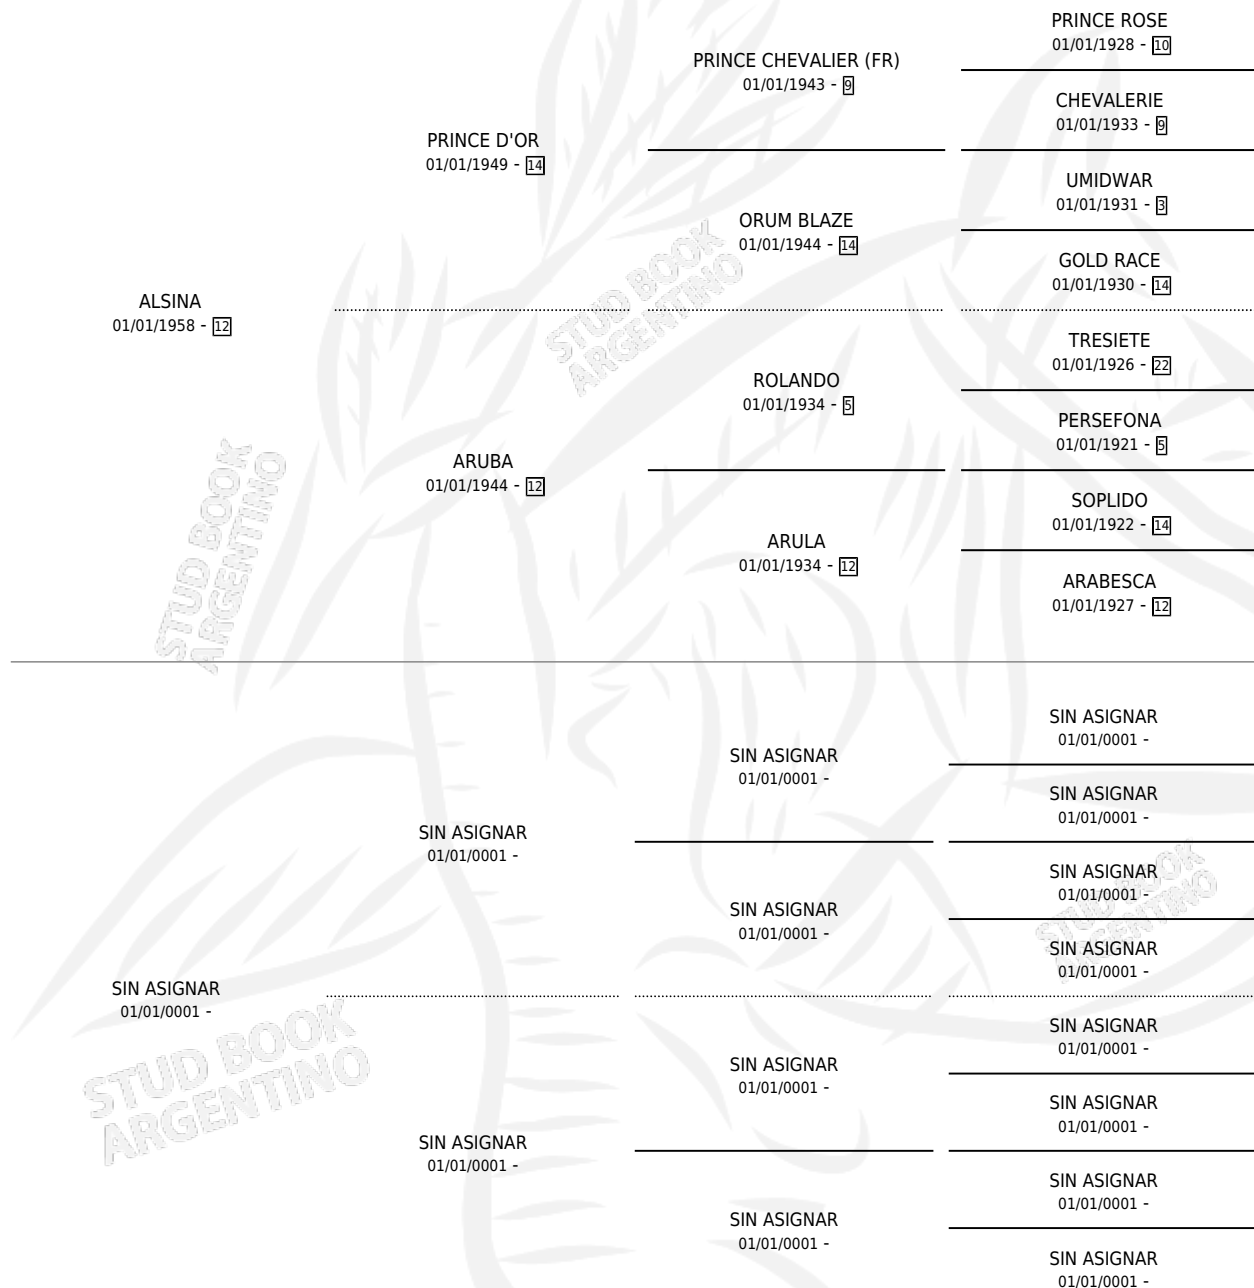 PRINCE ROSE
01/01/1928 - 10
PRINCE CHEVALIER (FR)
01/01/1943 - 9
CHEVALERIE
01/01/1933 - 9
PRINCE D'OR
01/01/1949 - 14
UMIDWAR
01/01/1931 - 3
ORUM BLAZE
01/01/1944 - 14
GOLD RACE
01/01/1930 - 14
ALSINA
01/01/1958 - 12
STUD BOOK
ARGENTINO
TRESIETE
01/01/1926 - 22
ROLANDO
01/01/1934 - 5
PERSEFONA
01/01/1921 - 5
ARUBA
01/01/1944 - 12
SOPLIDO
01/01/1922 - 14
ARULA
01/01/1934 - 12
ARABESCA
01/01/1927 - 12
STUD BOOK
ARGENTINO
SIN ASIGNAR
01/01/0001 -
SIN ASIGNAR
01/01/0001 -
SIN ASIGNAR
01/01/0001 -
SIN ASIGNAR
01/01/0001 -
SIN ASIGNAR
01/01/0001 -
SIN ASIGNAR
01/01/0001 -
SIN ASIGNAR
01/01/0001 -
STUD BOOK
ARGENTINO
SIN ASIGNAR
01/01/0001 -
SIN ASIGNAR
01/01/0001 -
SIN ASIGNAR
01/01/0001 -
SIN ASIGNAR
01/01/0001 -
STUD BOOK
ARGENTINO
SIN ASIGNAR
01/01/0001 -
SIN ASIGNAR
01/01/0001 -
SIN ASIGNAR
01/01/0001 -
SIN ASIGNAR
01/01/0001 -